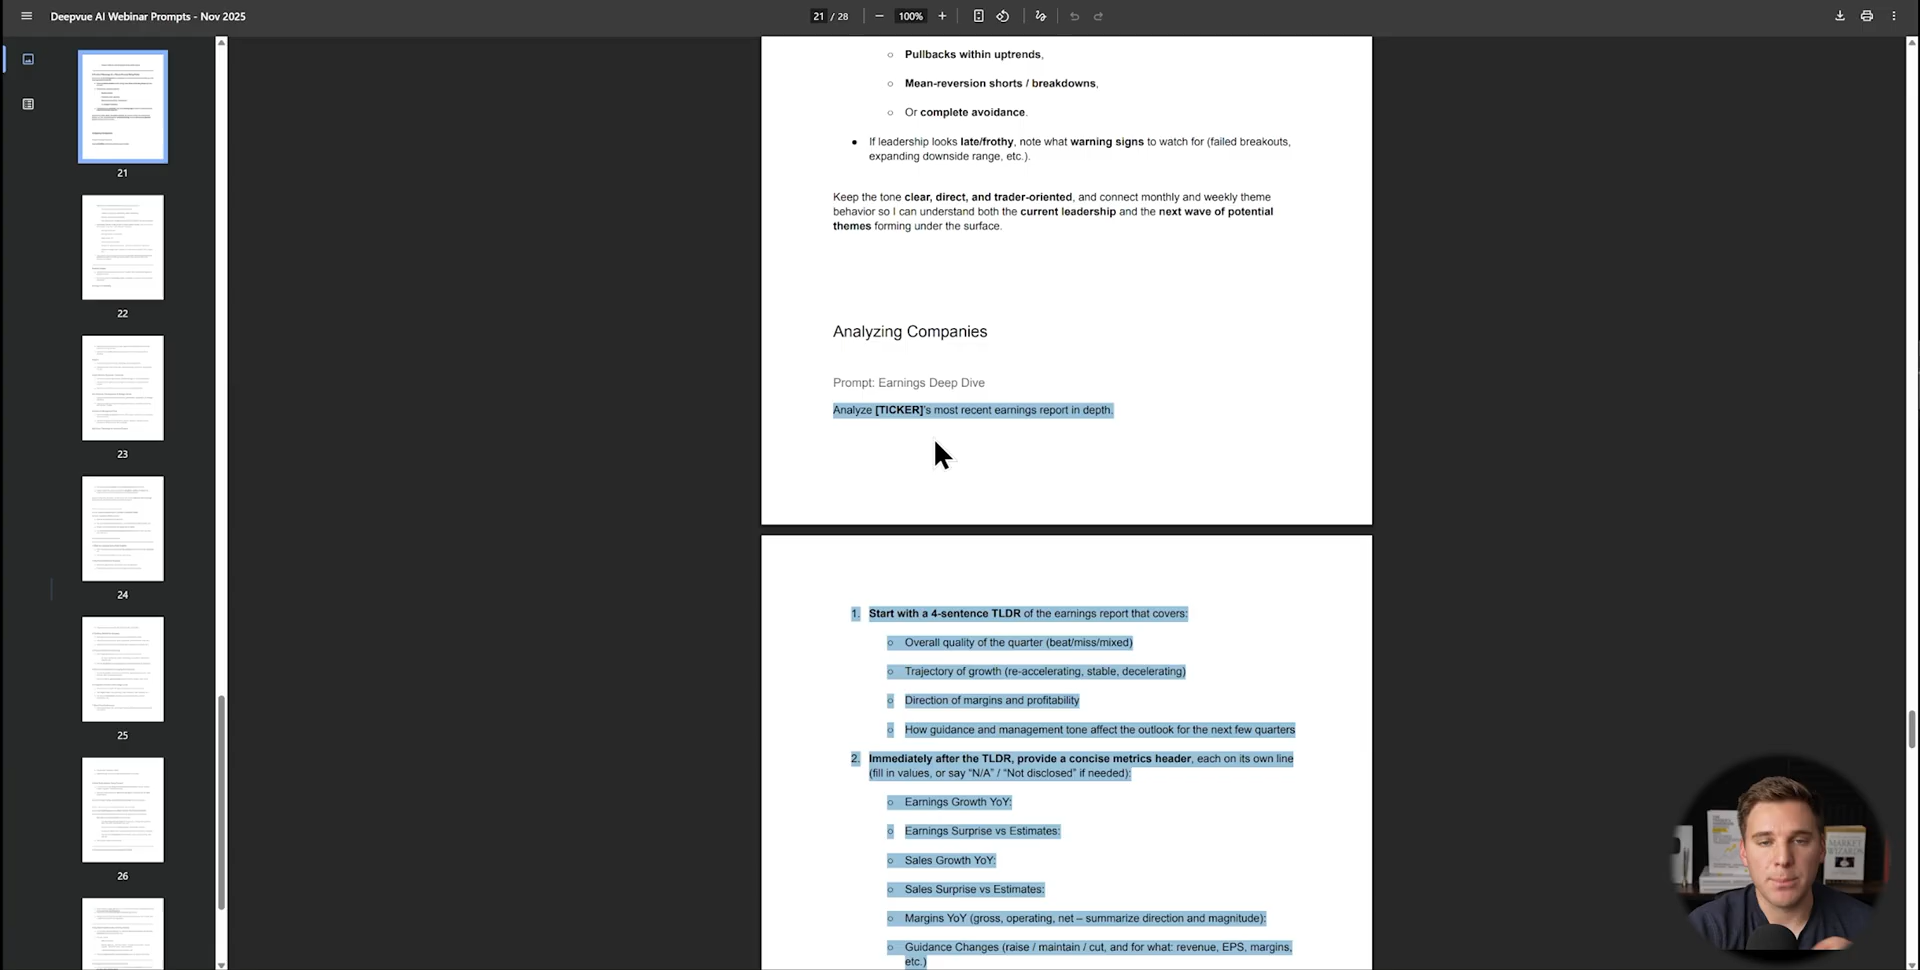 Deepvue AI Webinar Prompts - Nov 2025
21 / 28
100%
○ Pullbacks within uptrends,
○ Mean-reversion shorts / breakdowns,
○ Or complete avoidance.
● If leadership looks late/frothy, note what warning signs to watch for (failed breakouts,
expanding downside range, etc.).
Keep the tone clear, direct, and trader-oriented, and connect monthly and weekly theme
behavior so I can understand both the current leadership and the next wave of potential
themes forming under the surface.
Analyzing Companies
Prompt: Earnings Deep Dive
Analyze [TICKER]'s most recent earnings report in depth.
1. Start with a 4-sentence TLDR of the earnings report that covers:
○ Overall quality of the quarter (beat/miss/mixed)
○ Trajectory of growth (re-accelerating, stable, decelerating)
○ Direction of margins and profitability
○ How guidance and management tone affect the outlook for the next few quarters
2. Immediately after the TLDR, provide a concise metrics header, each on its own line
(fill in values, or say “N/A” / “Not disclosed” if needed):
○ Earnings Growth YoY:
○ Earnings Surprise vs Estimates:
○ Sales Growth YoY:
○ Sales Surprise vs Estimates:
○ Margins YoY (gross, operating, net – summarize direction and magnitude):
○ Guidance Changes (raise / maintain / cut, and for what: revenue, EPS, margins,
etc.)
21
22
23
24
25
26
MARKET
WIZARDS